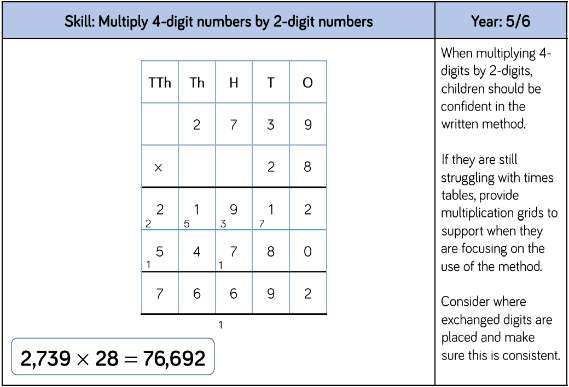 Skill: Multiply 4-digit numbers by 2-digit numbers
Year: 5/6
TTh Th H T O
2 7 3 9
× 2 8
2 1 9 1 2
2 5 3 7
5 4 7 8 0
1 1
7 6 6 9 2
1
2,739 × 28 = 76,692
When multiplying 4-
digits by 2-digits,
children should be
confident in the
written method.
If they are still
struggling with times
tables, provide
multiplication grids to
support when they
are focusing on the
use of the method.
Consider where
exchanged digits are
placed and make
sure this is consistent.